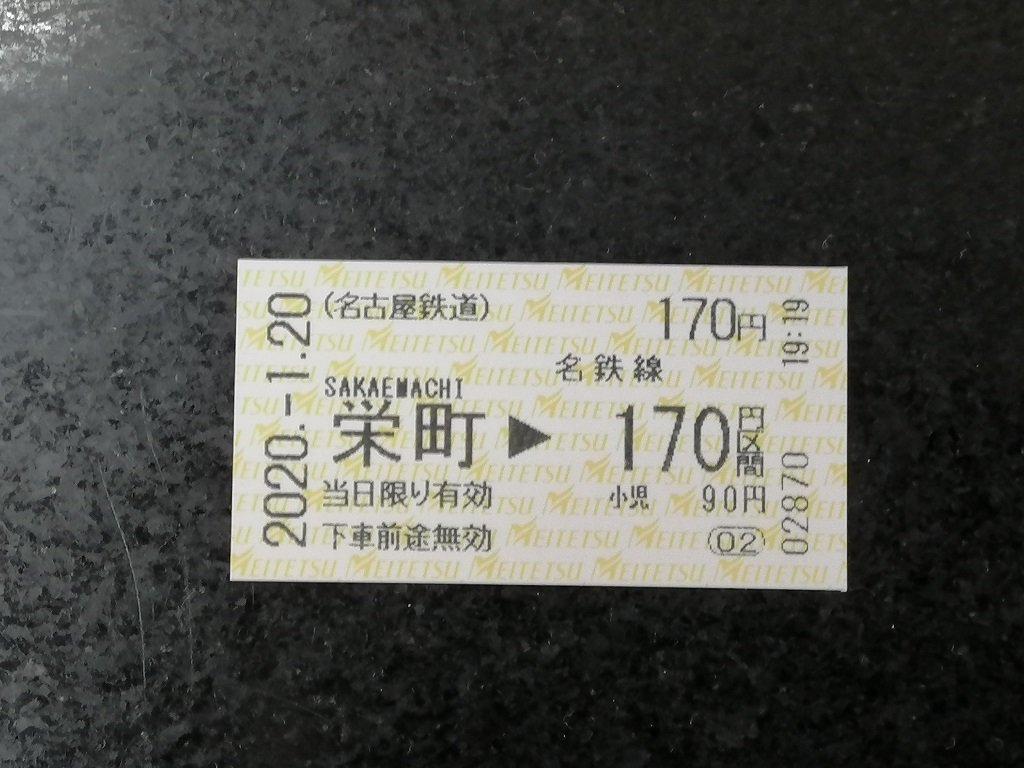 2020.-1.20
(名古屋鉄道)
170円
19:19
名鉄線
SAKAEMACHI
栄町▶170円区間
当日限り有効
小児 90円
下車前途無効
02
02870
MEITETSU